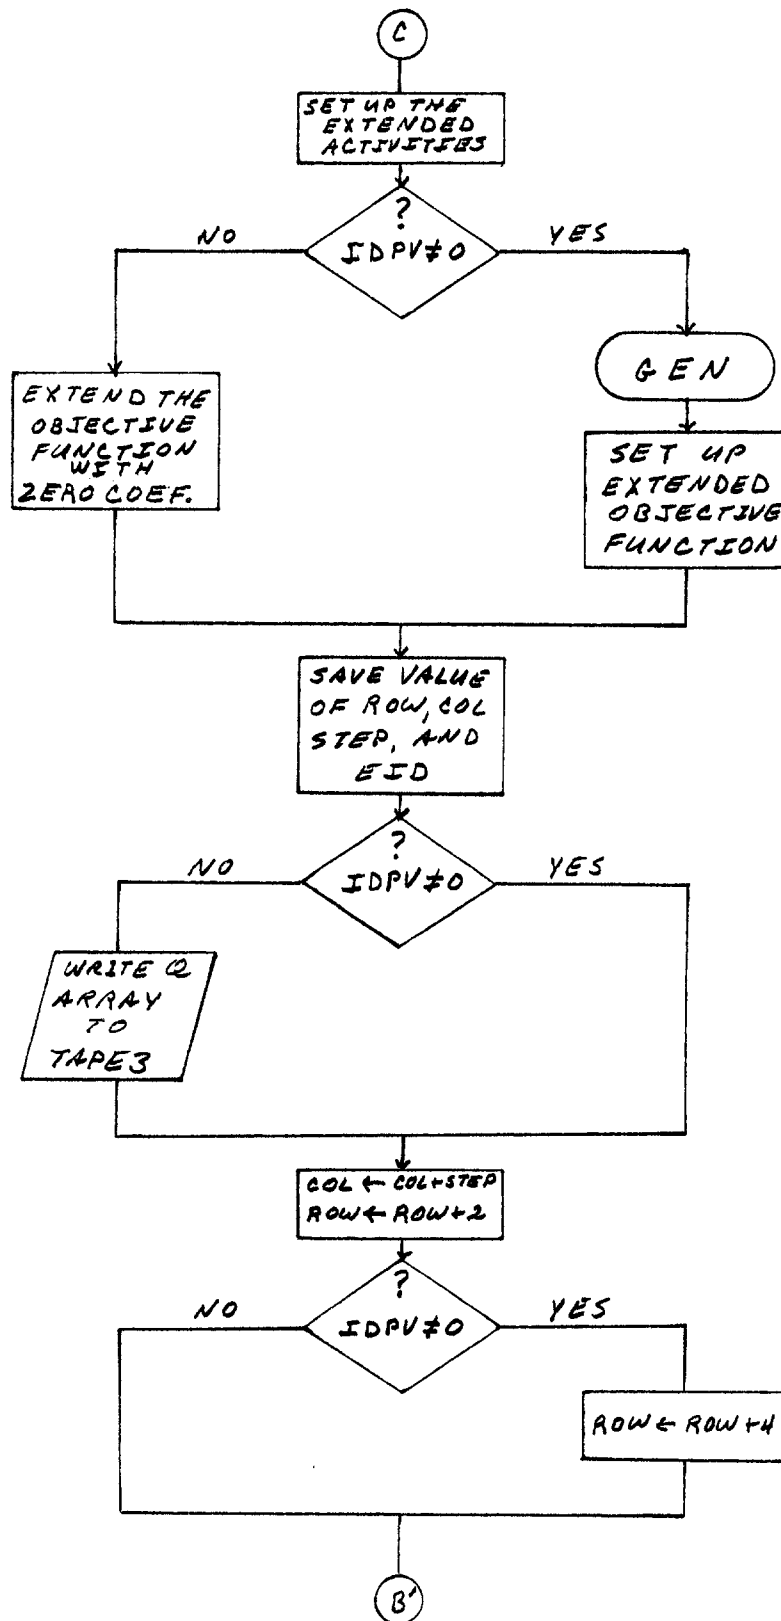 C
SET UP THE
EXTENDED
ACTIVITIES
?
IDPV≠0
NO
YES
EXTEND THE
OBJECTIVE
FUNCTION
WITH
ZERO COEF.
GEN
SET UP
EXTENDED
OBJECTIVE
FUNCTION
SAVE VALUE
OF ROW, COL
STEP, AND
EID
?
IDPV≠0
NO
YES
WRITE Q
ARRAY
TO
TAPE3
COL ← COL+STEP
ROW ← ROW+2
?
IDPV≠0
NO
YES
ROW ← ROW+4
B'